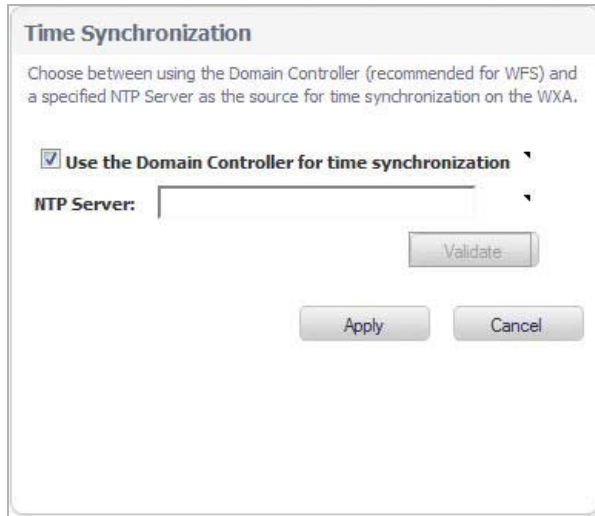 Time Synchronization
Choose between using the Domain Controller (recommended for WFS) and
a specified NTP Server as the source for time synchronization on the WXA.
Use the Domain Controller for time synchronization
NTP Server:
Validate
Apply
Cancel